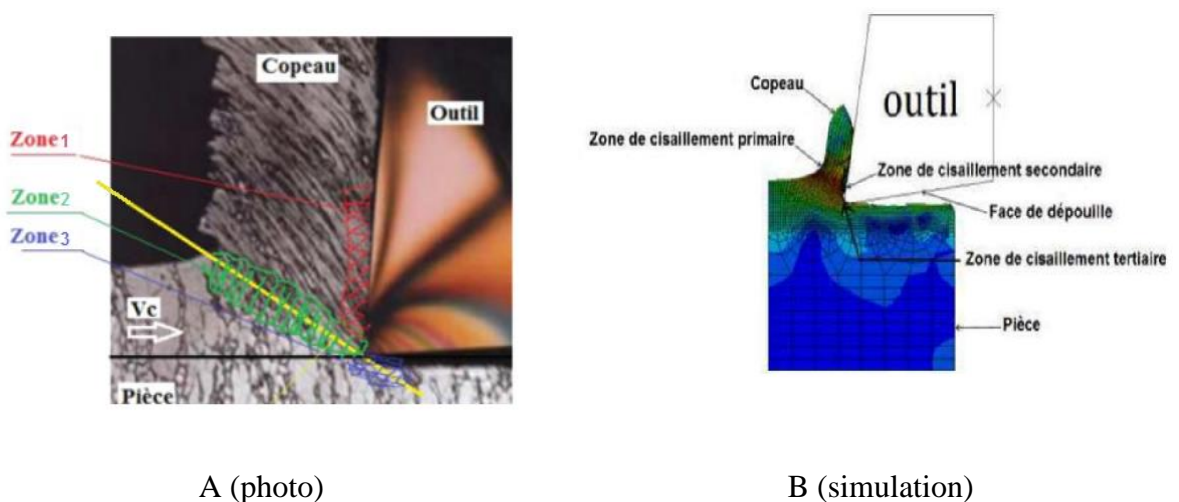 Copeau
Outil
Zone1
Zone2
Zone3
Vc
Pièce
Copeau
outil
Zone de cisaillement primaire
Zone de cisaillement secondaire
Face de dépouille
Zone de cisaillement tertiaire
Pièce
A (photo)
B (simulation)